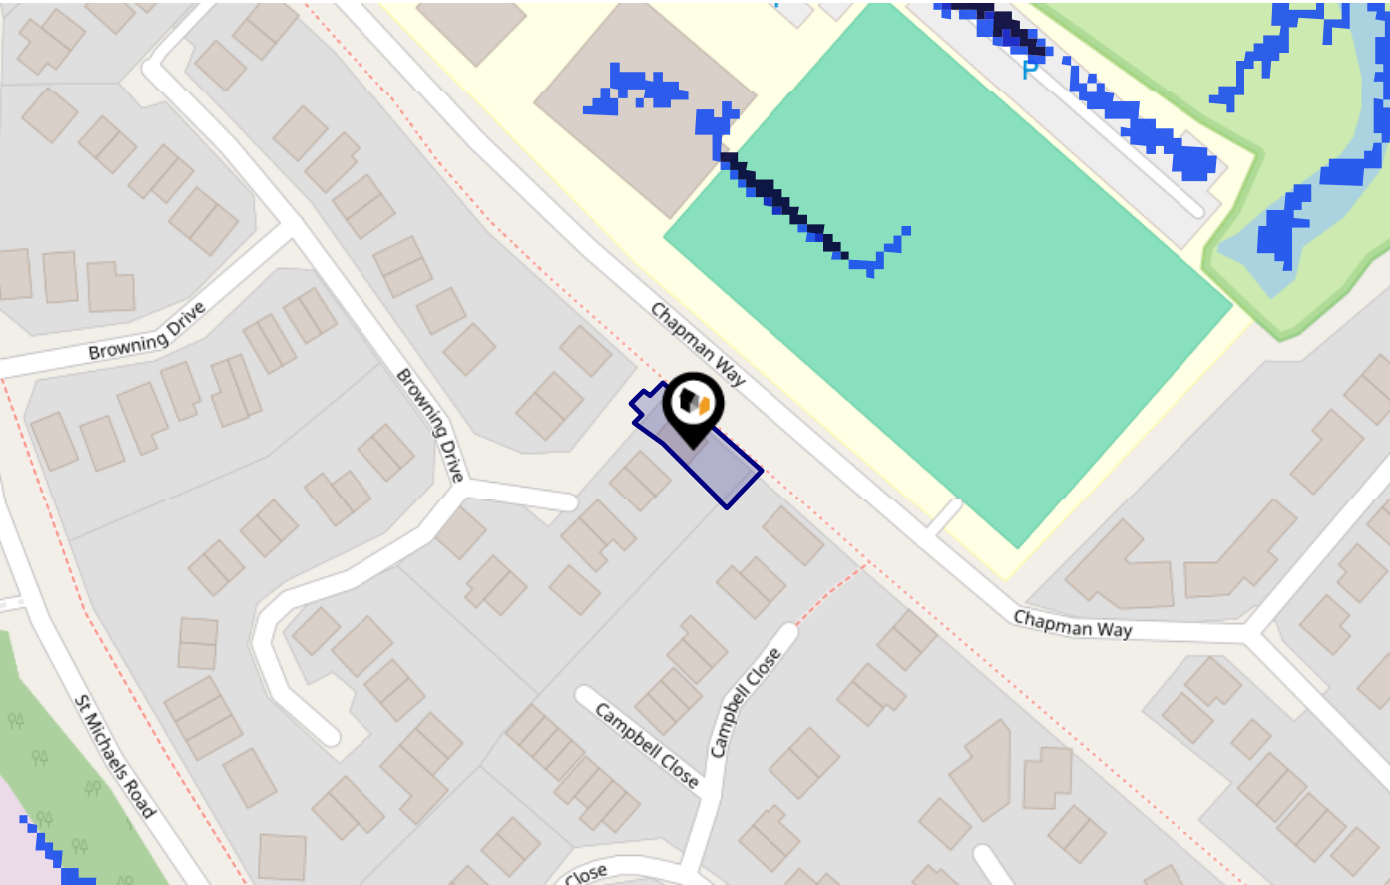 P
Chapman Way
Browning Drive
Browning Drive
Chapman Way
Campbell Close
Campbell Close
St Michaels Road
Close